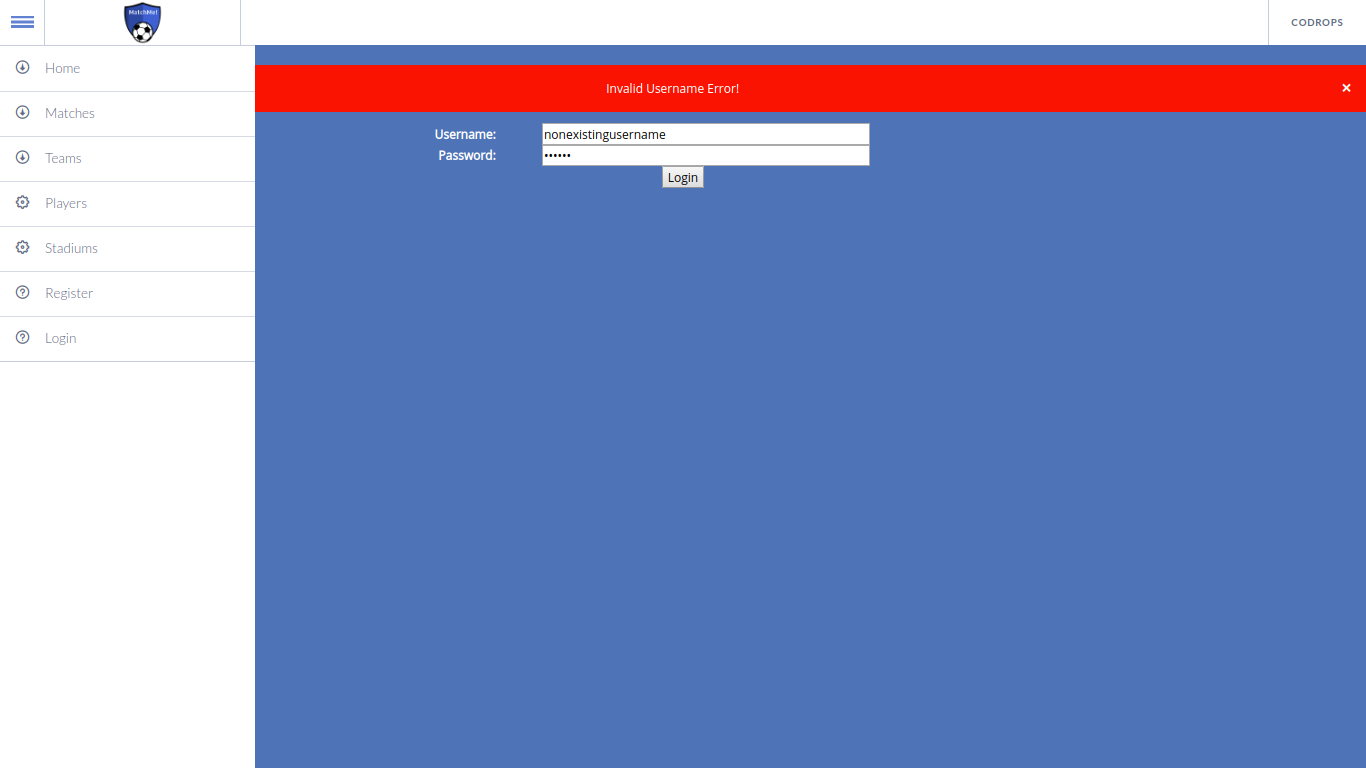 MatchMe!
CODROPS
Home
Matches
Teams
Players
Stadiums
Register
Login
Invalid Username Error!
×
Username: nonexistingusername
Password: ••••••
Login